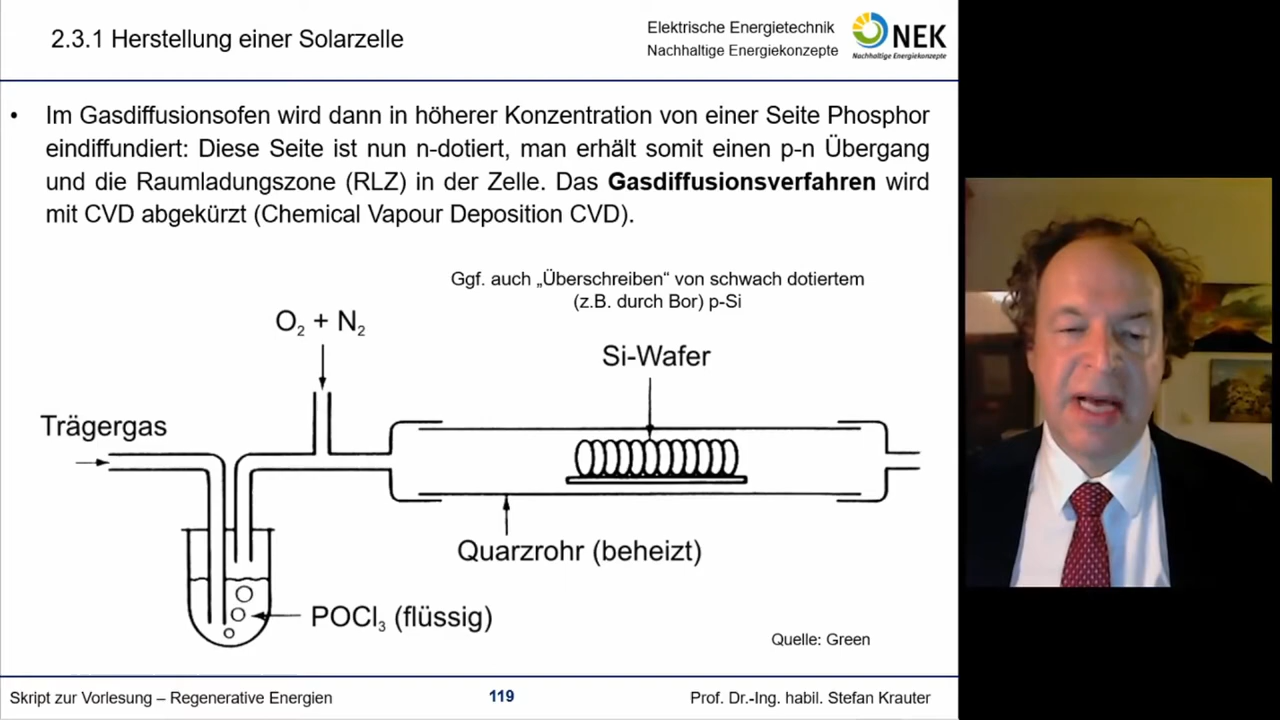 2.3.1 Herstellung einer Solarzelle
Elektrische Energietechnik
Nachhaltige Energiekonzepte
NEK
Nachhaltige Energiekonzepte
• Im Gasdiffusionsofen wird dann in höherer Konzentration von einer Seite Phosphor
eindiffundiert: Diese Seite ist nun n-dotiert, man erhält somit einen p-n Übergang
und die Raumladungszone (RLZ) in der Zelle. Das Gasdiffusionsverfahren wird
mit CVD abgekürzt (Chemical Vapour Deposition CVD).
Ggf. auch „Überschreiben“ von schwach dotiertem
(z.B. durch Bor) p-Si
O₂ + N₂
Si-Wafer
Trägergas
Quarzrohr (beheizt)
POCl₃ (flüssig)
Quelle: Green
Skript zur Vorlesung – Regenerative Energien
119
Prof. Dr.-Ing. habil. Stefan Krauter